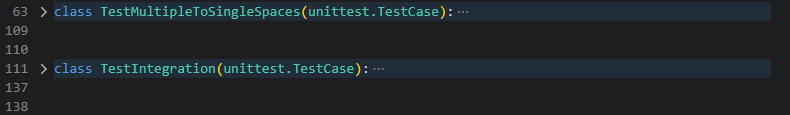 63 > class TestMultipleToSingleSpaces(unittest.TestCase):···
109
110
111 > class TestIntegration(unittest.TestCase):···
137
138